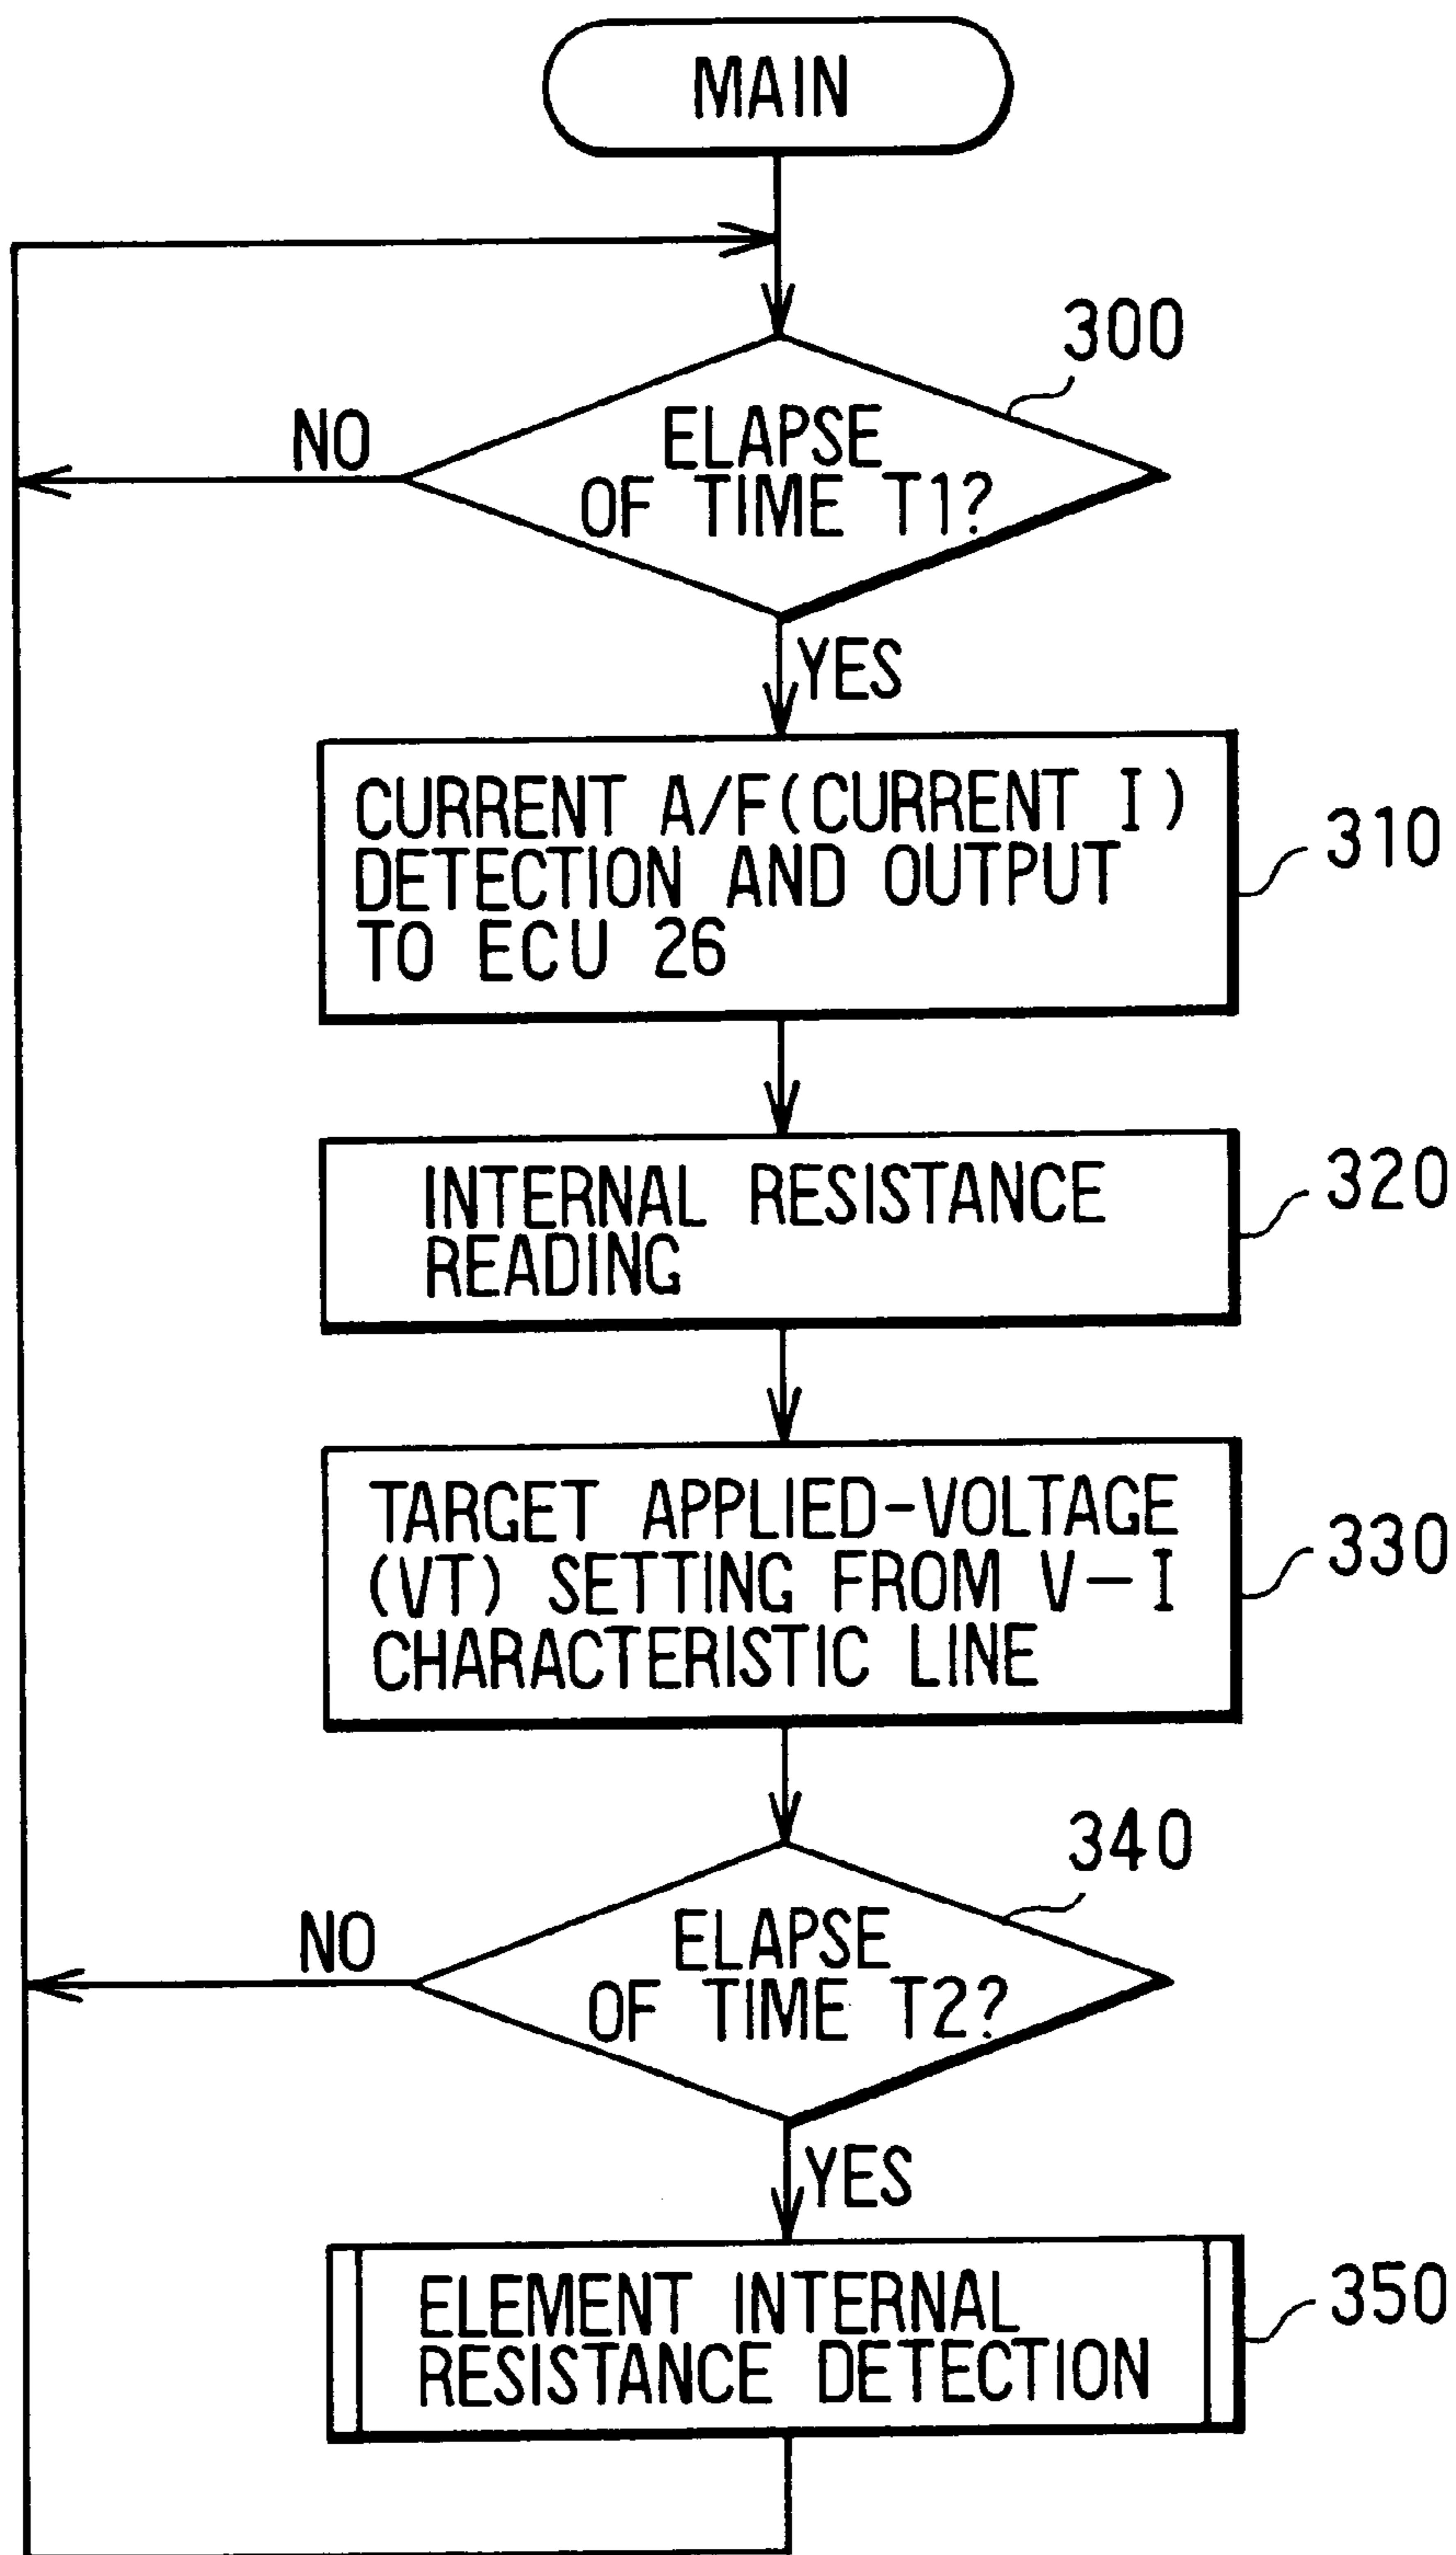 MAIN
300
NO
ELAPSE
OF TIME T1?
YES
CURRENT A/F(CURRENT I)
DETECTION AND OUTPUT
TO ECU 26
310
INTERNAL RESISTANCE
READING
320
TARGET APPLIED-VOLTAGE
(VT) SETTING FROM V-I
CHARACTERISTIC LINE
330
340
NO
ELAPSE
OF TIME T2?
YES
ELEMENT INTERNAL
RESISTANCE DETECTION
350